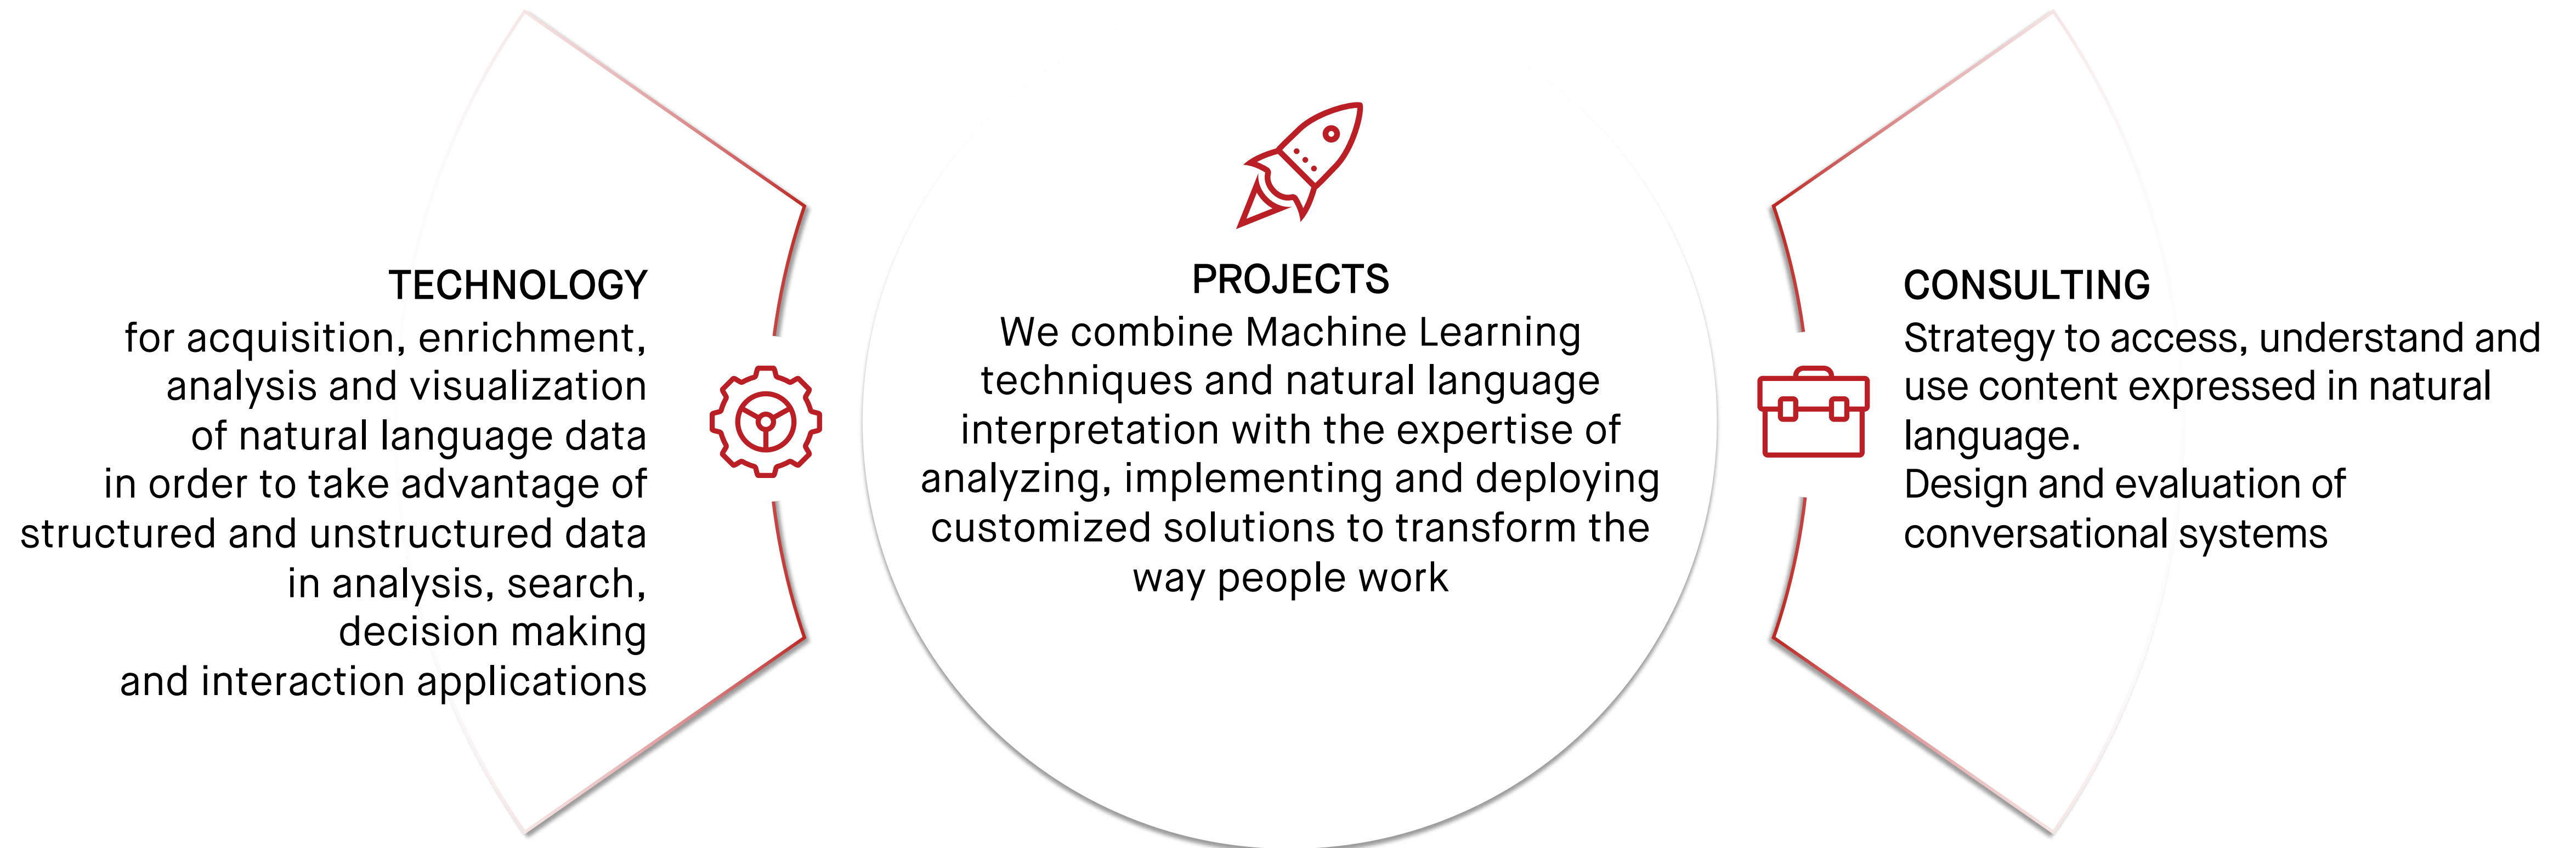 TECHNOLOGY
for acquisition, enrichment,
analysis and visualization
of natural language data
in order to take advantage of
structured and unstructured data
in analysis, search,
decision making
and interaction applications
PROJECTS
We combine Machine Learning
techniques and natural language
interpretation with the expertise of
analyzing, implementing and deploying
customized solutions to transform the
way people work
CONSULTING
Strategy to access, understand and
use content expressed in natural
language.
Design and evaluation of
conversational systems